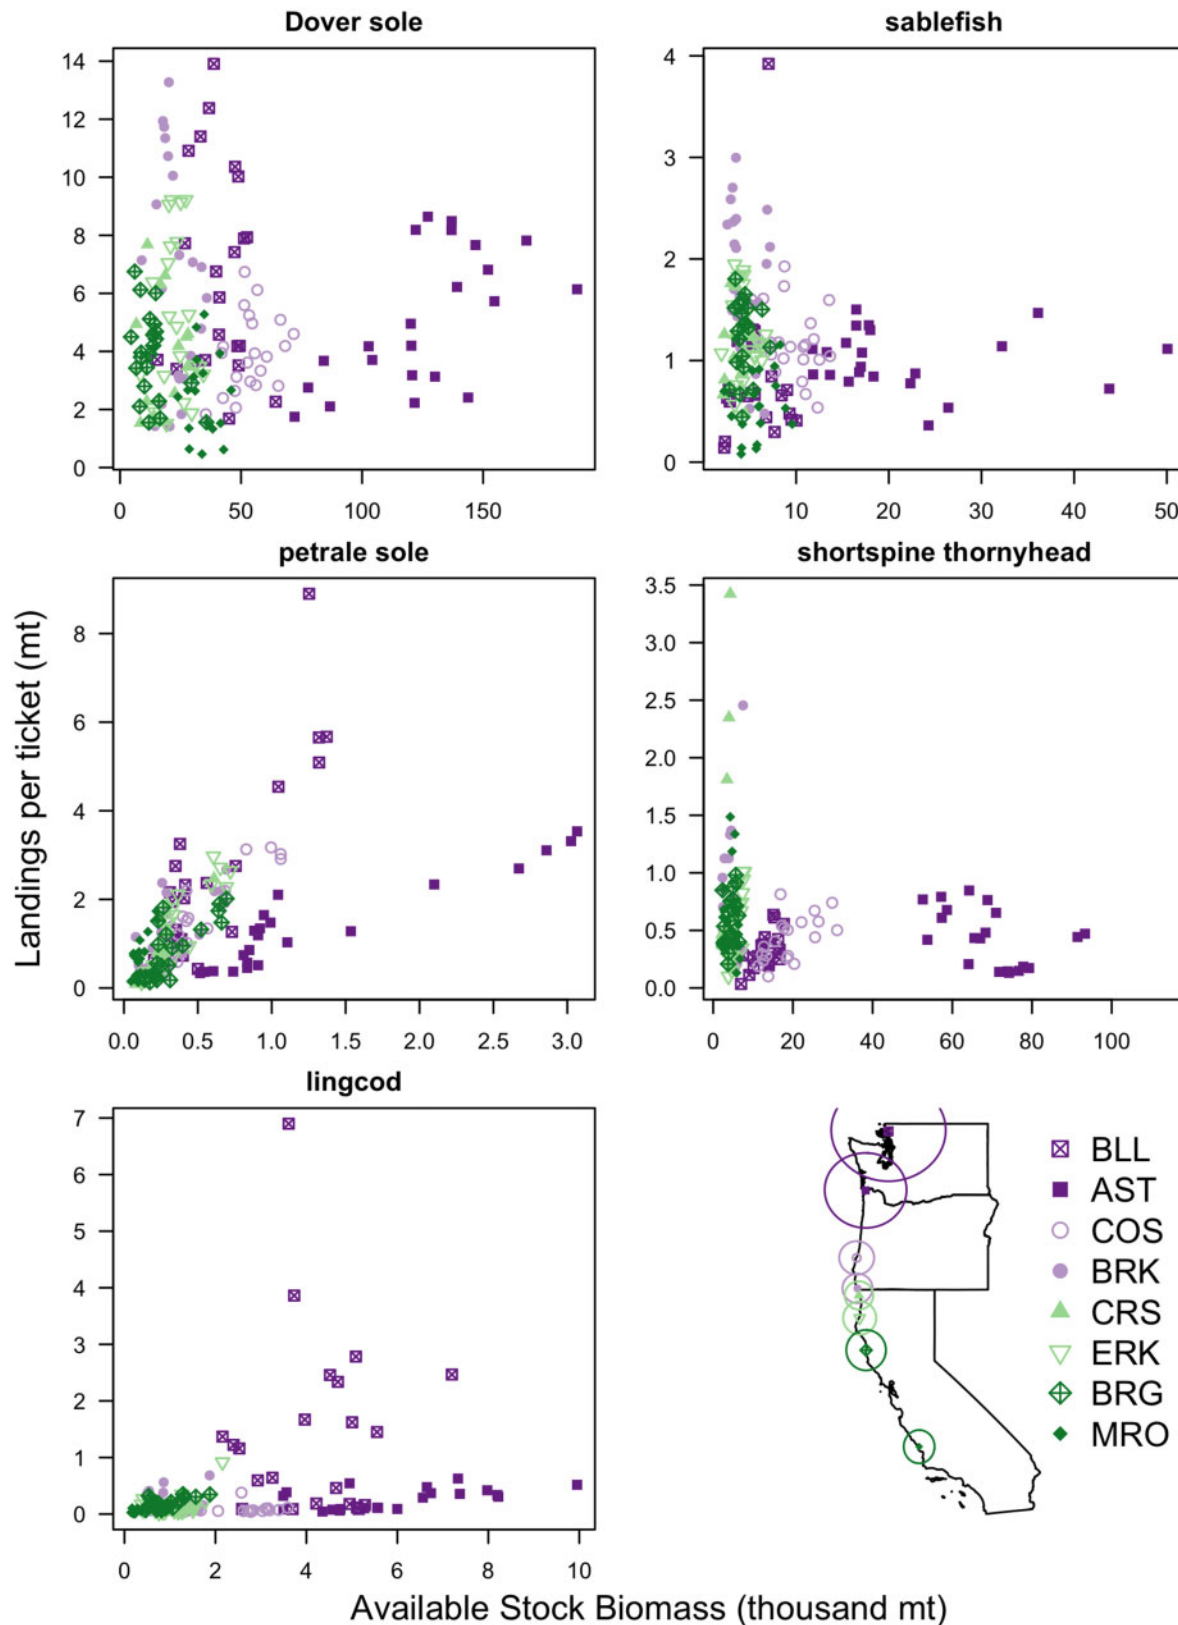 Dover sole
sablefish
14
12
10
8
6
4
2
0
0 50 100 150
4
3
2
1
0
10 20 30 40 50
petrale sole
shortspine thornyhead
8
6
4
2
0
0.0 0.5 1.0 1.5 2.0 2.5 3.0
3.5
3.0
2.5
2.0
1.5
1.0
0.5
0.0
0 20 40 60 80 100
Landings per ticket (mt)
lingcod
7
6
5
4
3
2
1
0
0 2 4 6 8 10
BLL
AST
COS
BRK
CRS
ERK
BRG
MRO
Available Stock Biomass (thousand mt)